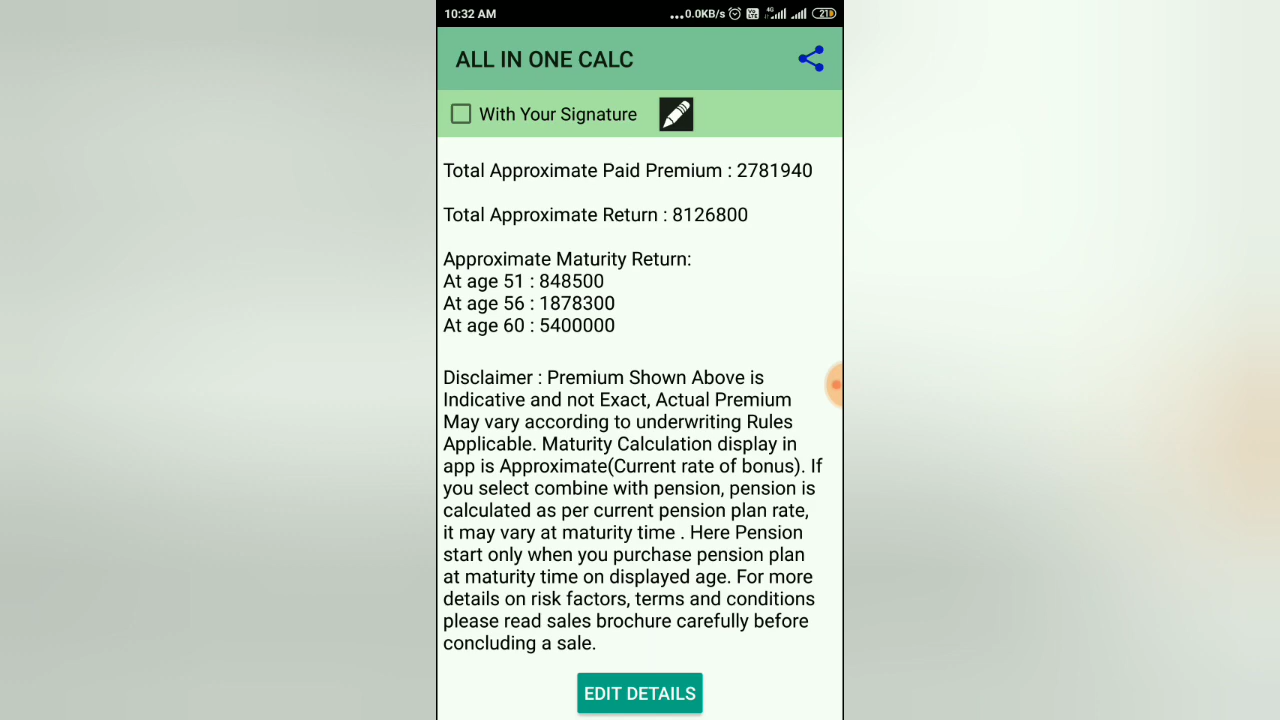 10:32 AM
...0.0KB/s
Vo
LTE
4G
21
ALL IN ONE CALC
With Your Signature
Total Approximate Paid Premium : 2781940
Total Approximate Return : 8126800
Approximate Maturity Return:
At age 51 : 848500
At age 56 : 1878300
At age 60 : 5400000
Disclaimer : Premium Shown Above is
Indicative and not Exact, Actual Premium
May vary according to underwriting Rules
Applicable. Maturity Calculation display in
app is Approximate(Current rate of bonus). If
you select combine with pension, pension is
calculated as per current pension plan rate,
it may vary at maturity time . Here Pension
start only when you purchase pension plan
at maturity time on displayed age. For more
details on risk factors, terms and conditions
please read sales brochure carefully before
concluding a sale.
EDIT DETAILS